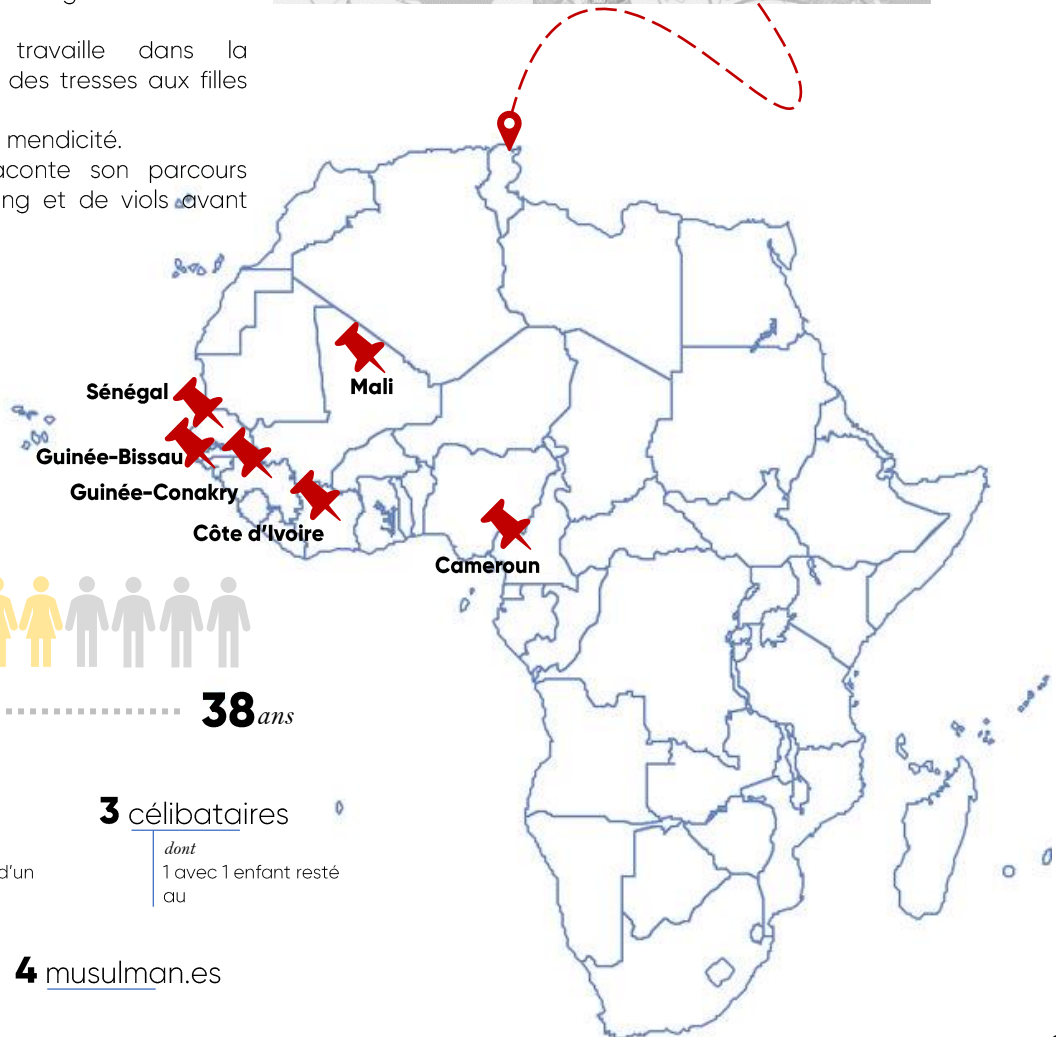 travaille dans la
des tresses aux filles
mendicité.
aconte son parcours
ng et de viols avant
Sénégal
Mali
Guinée-Bissau
Guinée-Conakry
Côte d'Ivoire
Cameroun
38 ans
3 célibataires
dont
d'un
1 avec 1 enfant resté
au
4 musulman.es